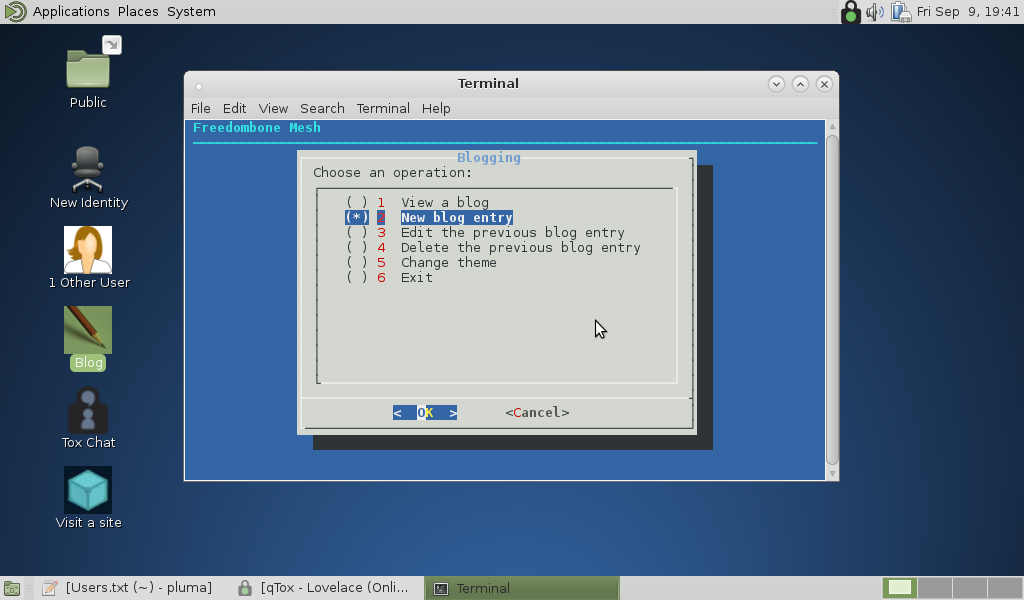 Applications Places System
Fri Sep 9, 19:41
Public
New Identity
1 Other User
Blog
Tox Chat
Visit a site
Terminal
File Edit View Search Terminal Help
Freedombone Mesh
Blogging
Choose an operation:
( ) 1 View a blog
(*) 2 New blog entry
( ) 3 Edit the previous blog entry
( ) 4 Delete the previous blog entry
( ) 5 Change theme
( ) 6 Exit
< OK > <Cancel>
[Users.txt (~) - pluma] [qTox - Lovelace (Onli... Terminal